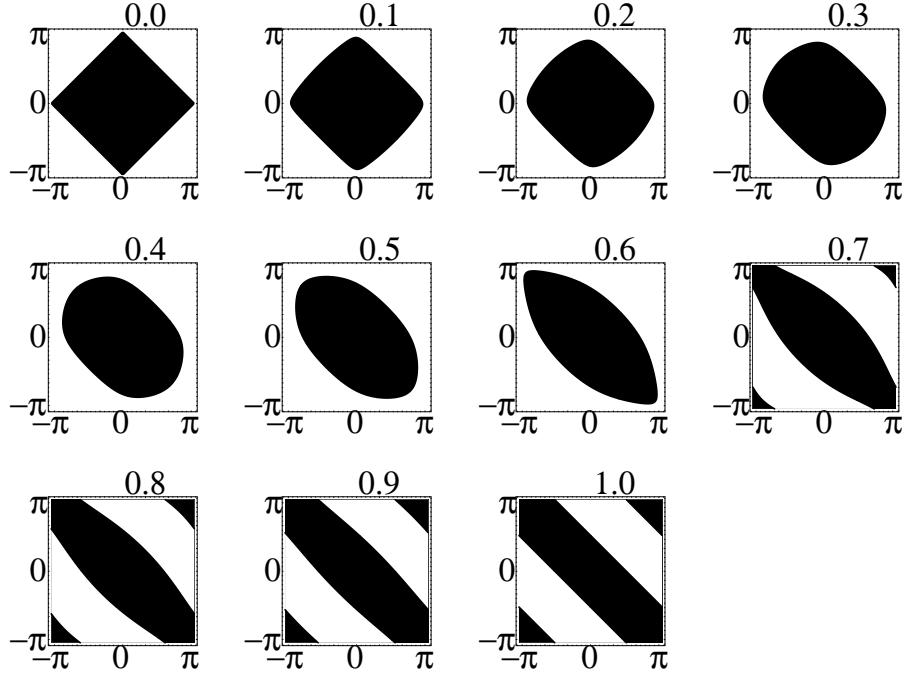 0.0 0.1 0.2 0.3
π π π π
0 0 0 0
−π −π −π −π
−π 0 π −π 0 π −π 0 π −π 0 π
0.4 0.5 0.6 0.7
π π π π
0 0 0 0
−π −π −π −π
−π 0 π −π 0 π −π 0 π −π 0 π
0.8 0.9 1.0
π π π
0 0 0
−π −π −π
−π 0 π −π 0 π −π 0 π